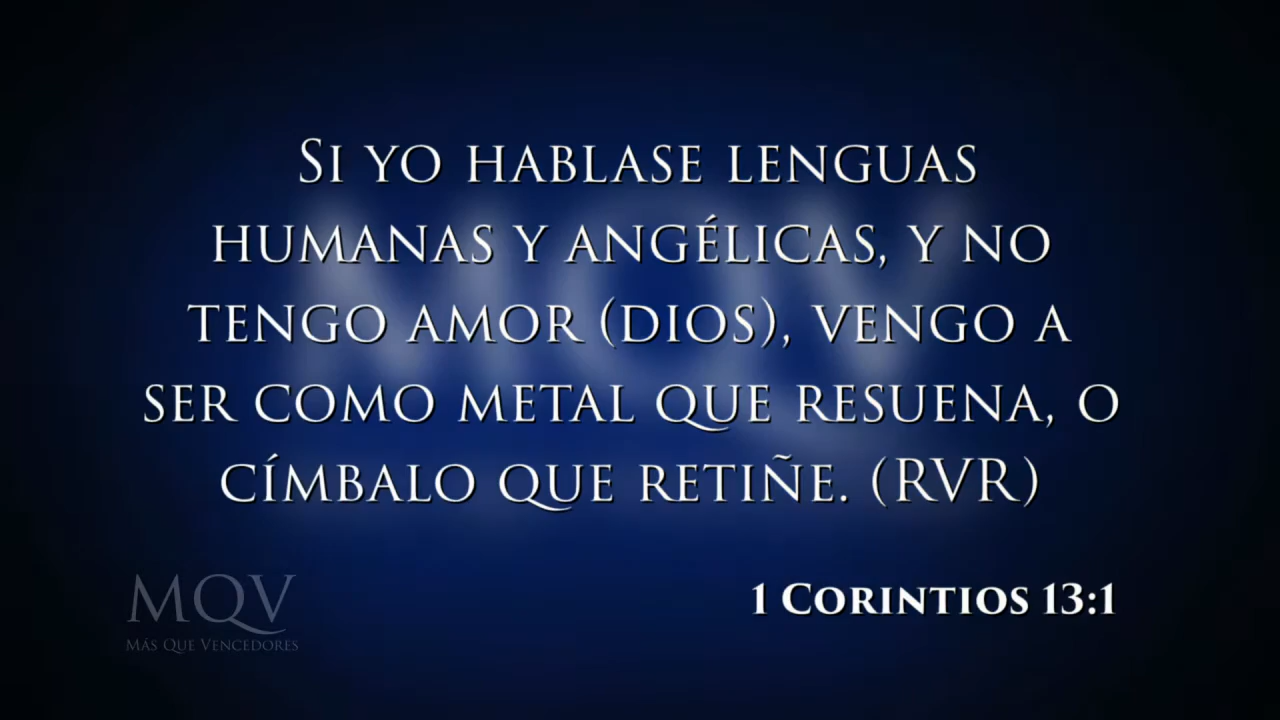 Si yo hablase lenguas
humanas y angélicas, y no
tengo amor (dios), vengo a
ser como metal que resuena, o
címbalo que retiñe. (RVR)
1 Corintios 13:1
MQV
Más Que Vencedores